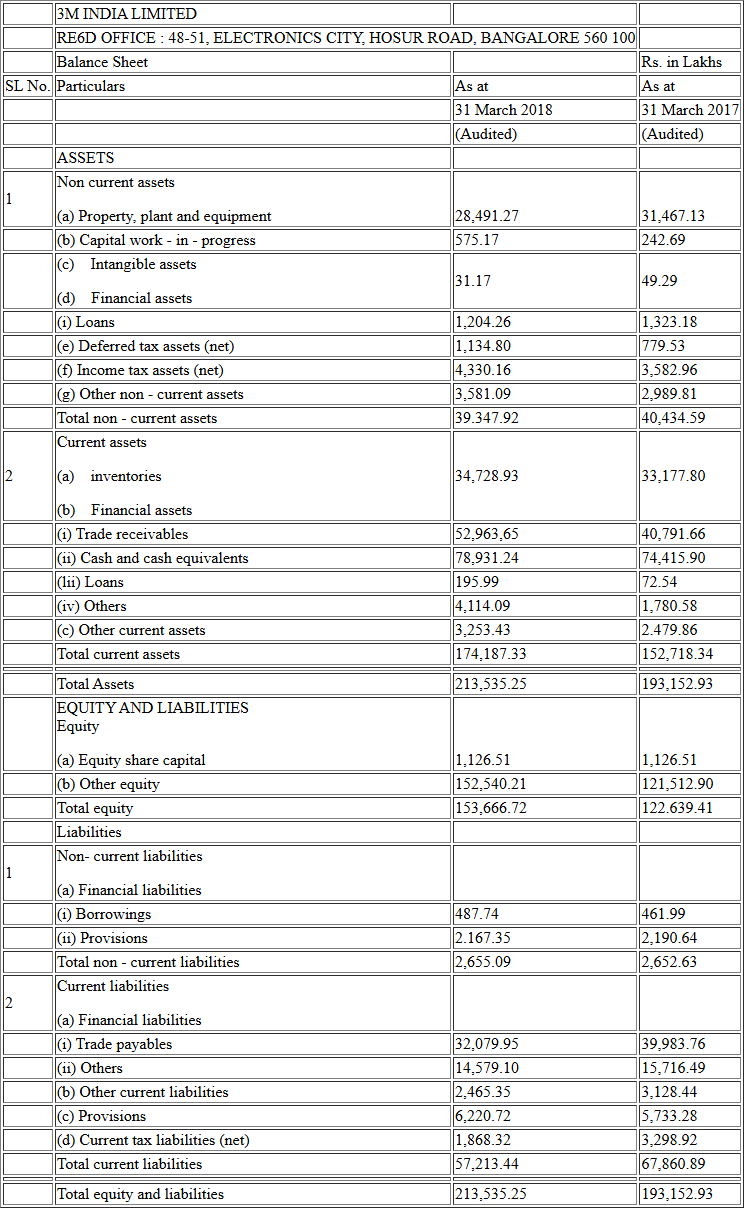 3M INDIA LIMITED
RE6D OFFICE : 48-51, ELECTRONICS CITY, HOSUR ROAD, BANGALORE 560 100
Balance Sheet Rs. in Lakhs
SL No. Particulars As at As at
31 March 2018 31 March 2017
(Audited) (Audited)
ASSETS
Non current assets
1
(a) Property, plant and equipment 28,491.27 31,467.13
(b) Capital work - in - progress 575.17 242.69
(c) Intangible assets
31.17 49.29
(d) Financial assets
(i) Loans 1,204.26 1,323.18
(e) Deferred tax assets (net) 1,134.80 779.53
(f) Income tax assets (net) 4,330.16 3,582.96
(g) Other non - current assets 3,581.09 2,989.81
Total non - current assets 39.347.92 40,434.59
Current assets
2 (a) inventories 34,728.93 33,177.80
(b) Financial assets
(i) Trade receivables 52,963,65 40,791.66
(ii) Cash and cash equivalents 78,931.24 74,415.90
(lii) Loans 195.99 72.54
(iv) Others 4,114.09 1,780.58
(c) Other current assets 3,253.43 2.479.86
Total current assets 174,187.33 152,718.34
Total Assets 213,535.25 193,152.93
EQUITY AND LIABILITIES
Equity
(a) Equity share capital 1,126.51 1,126.51
(b) Other equity 152,540.21 121,512.90
Total equity 153,666.72 122.639.41
Liabilities
Non- current liabilities
1
(a) Financial liabilities
(i) Borrowings 487.74 461.99
(ii) Provisions 2.167.35 2,190.64
Total non - current liabilities 2,655.09 2,652.63
Current liabilities
2
(a) Financial liabilities
(i) Trade payables 32,079.95 39,983.76
(ii) Others 14,579.10 15,716.49
(b) Other current liabilities 2,465.35 3,128.44
(c) Provisions 6,220.72 5,733.28
(d) Current tax liabilities (net) 1,868.32 3,298.92
Total current liabilities 57,213.44 67,860.89
Total equity and liabilities 213,535.25 193,152.93